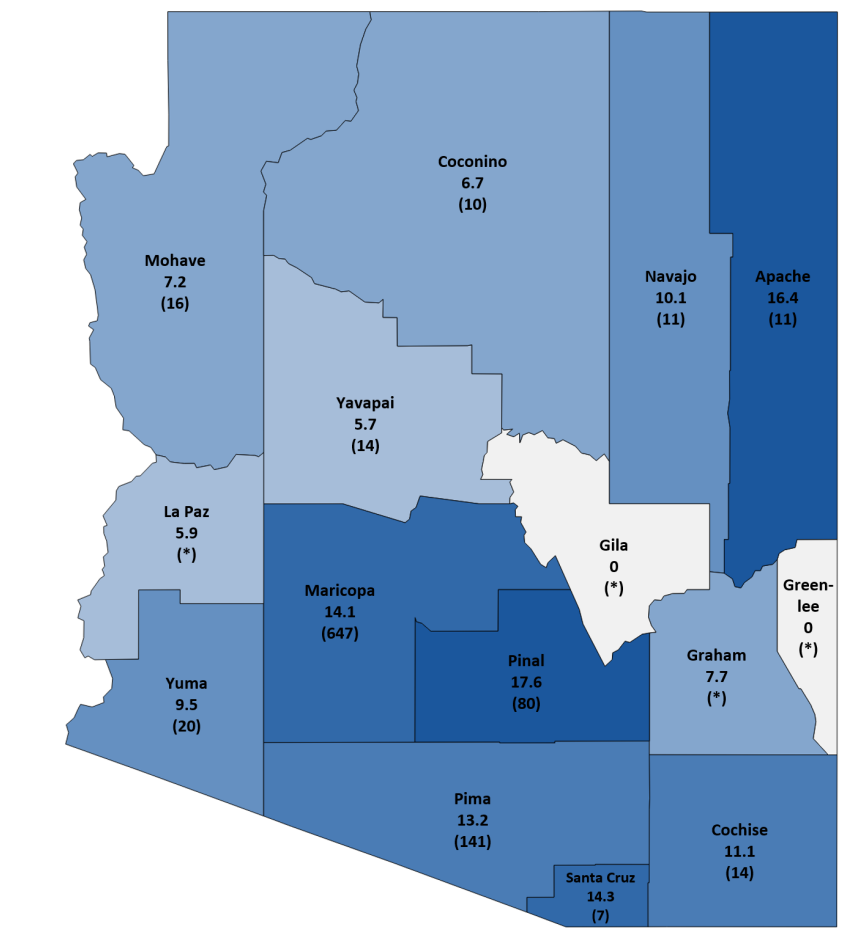 Coconino
6.7
(10)
Mohave
7.2
(16)
Navajo
10.1
(11)
Apache
16.4
(11)
Yavapai
5.7
(14)
La Paz
5.9
(*)
Gila
0
(*)
Green-
lee
0
(*)
Maricopa
14.1
(647)
Pinal
17.6
(80)
Graham
7.7
(*)
Yuma
9.5
(20)
Pima
13.2
(141)
Cochise
11.1
(14)
Santa Cruz
14.3
(7)